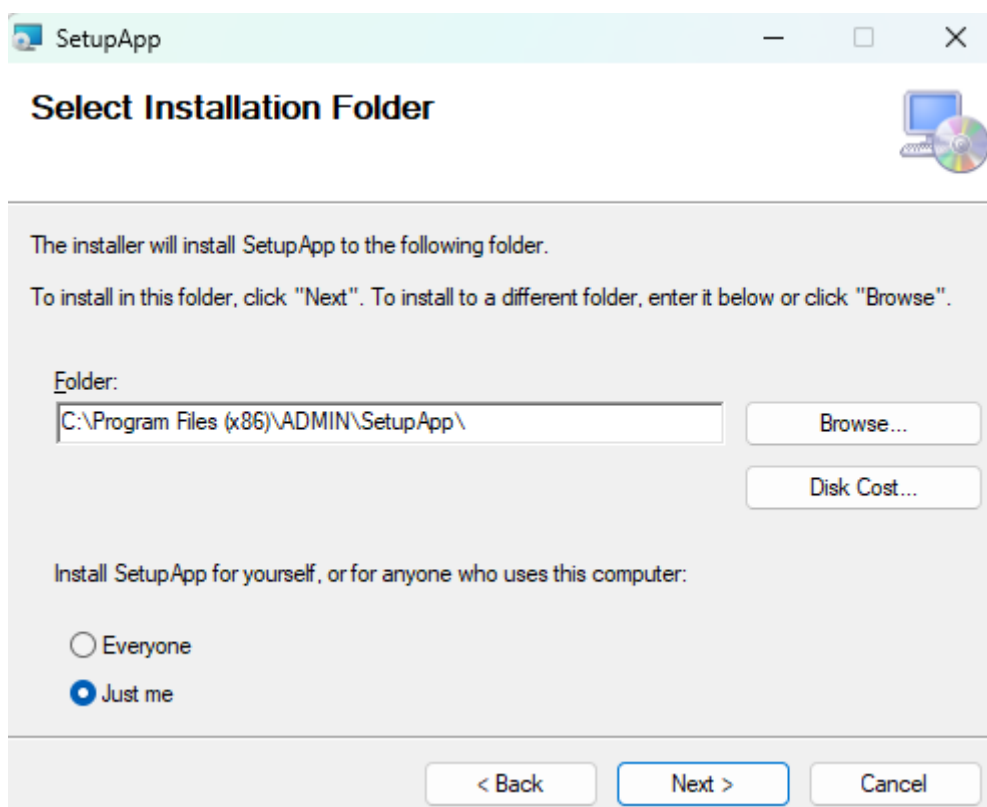 SetupApp
Select Installation Folder
The installer will install SetupApp to the following folder.
To install in this folder, click "Next". To install to a different folder, enter it below or click "Browse".
Folder:
C:\Program Files (x86)\ADMIN\SetupApp\
Browse...
Disk Cost...
Install SetupApp for yourself, or for anyone who uses this computer:
Everyone
Just me
< Back
Next >
Cancel